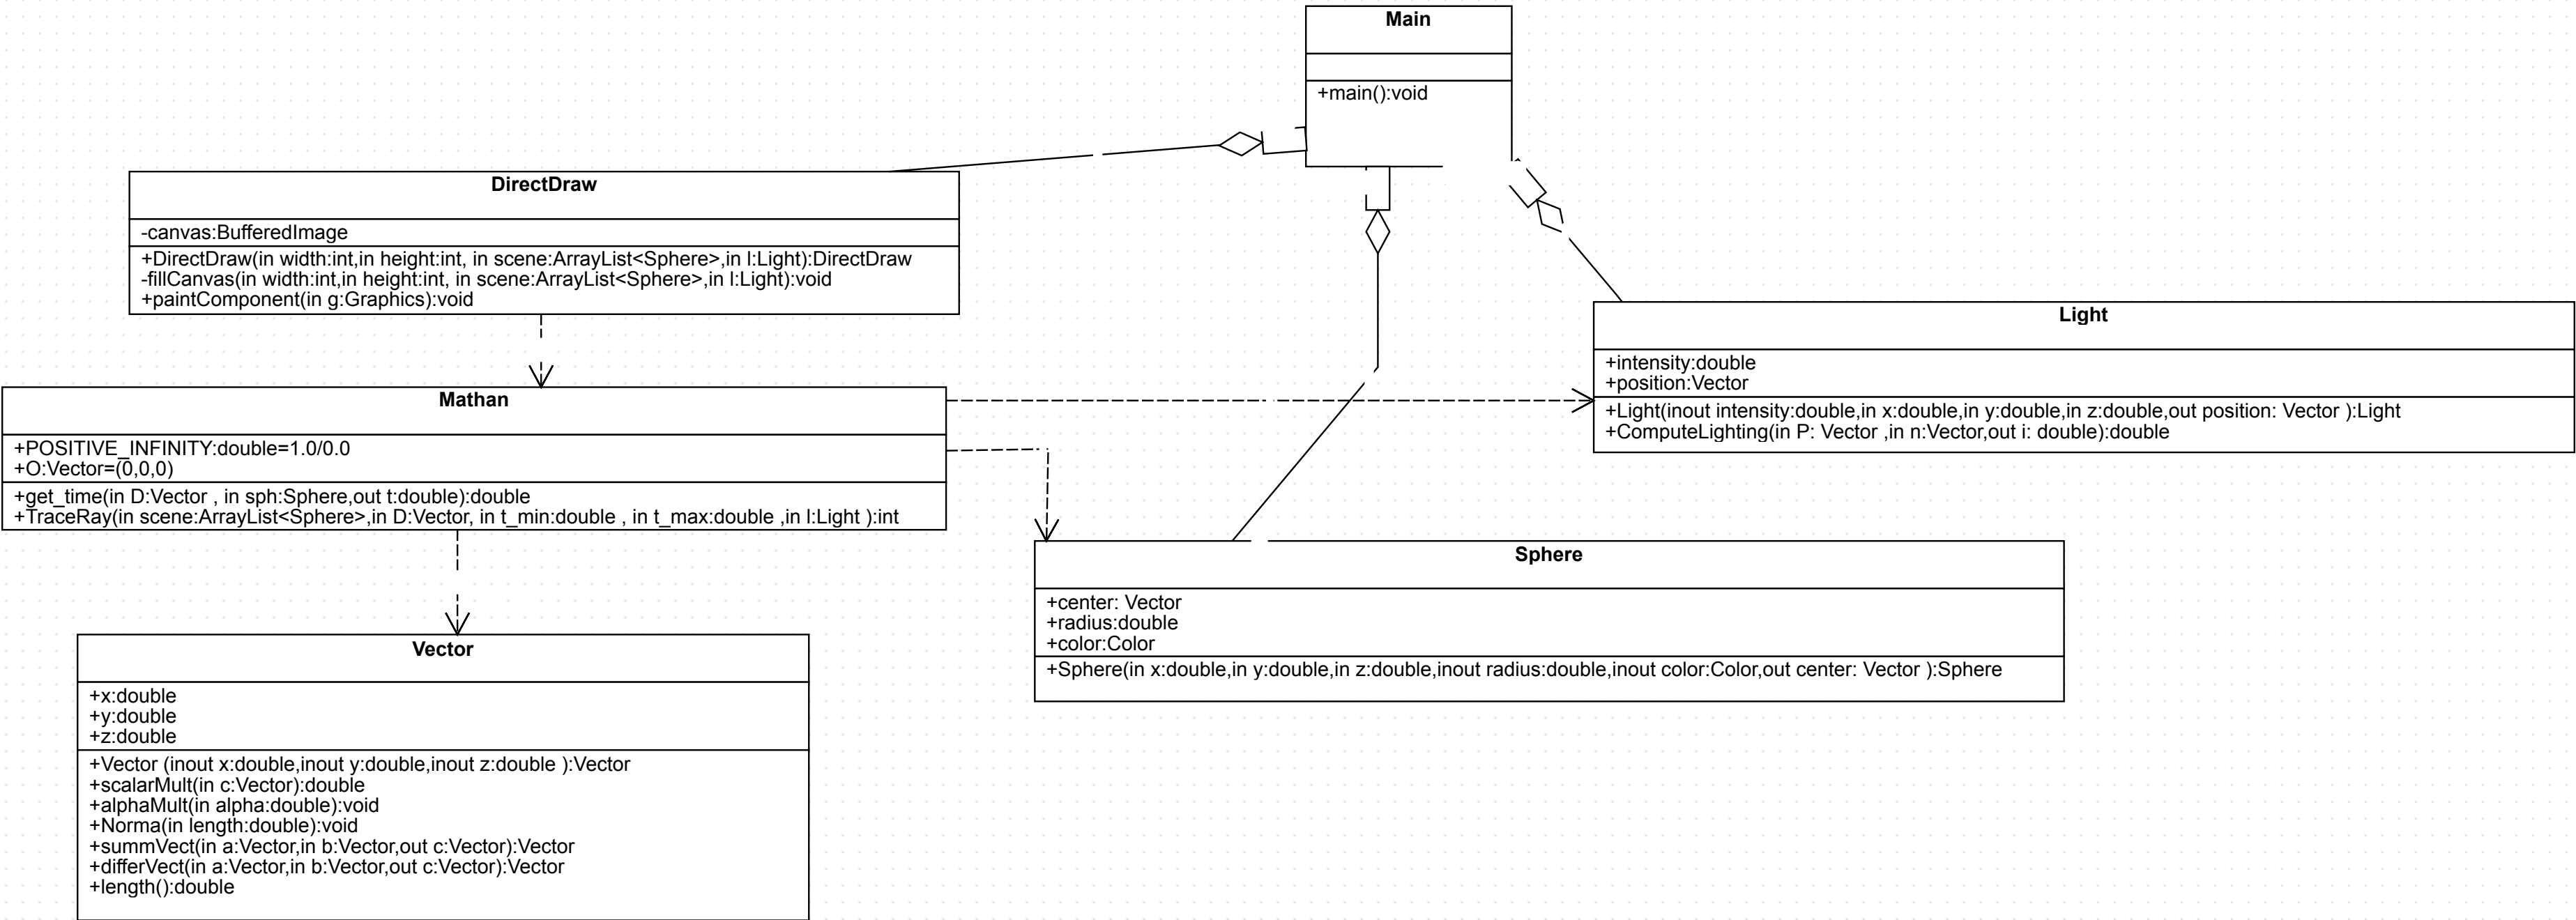 Main
+main():void
DirectDraw
-canvas:BufferedImage
+DirectDraw(in width:int,in height:int, in scene:ArrayList<Sphere>,in l:Light):DirectDraw
-fillCanvas(in width:int,in height:int, in scene:ArrayList<Sphere>,in l:Light):void
+paintComponent(in g:Graphics):void
Light
+intensity:double
+position:Vector
+Light(inout intensity:double,in x:double,in y:double,in z:double,out position: Vector ):Light
+ComputeLighting(in P: Vector ,in n:Vector,out i: double):double
Mathan
+POSITIVE_INFINITY:double=1.0/0.0
+O:Vector=(0,0,0)
+get_time(in D:Vector , in sph:Sphere,out t:double):double
+TraceRay(in scene:ArrayList<Sphere>,in D:Vector, in t_min:double , in t_max:double ,in l:Light ):int
Sphere
+center: Vector
+radius:double
+color:Color
+Sphere(in x:double,in y:double,in z:double,inout radius:double,inout color:Color,out center: Vector ):Sphere
Vector
+x:double
+y:double
+z:double
+Vector (inout x:double,inout y:double,inout z:double ):Vector
+scalarMult(in c:Vector):double
+alphaMult(in alpha:double):void
+Norma(in length:double):void
+summVect(in a:Vector,in b:Vector,out c:Vector):Vector
+differVect(in a:Vector,in b:Vector,out c:Vector):Vector
+length():double